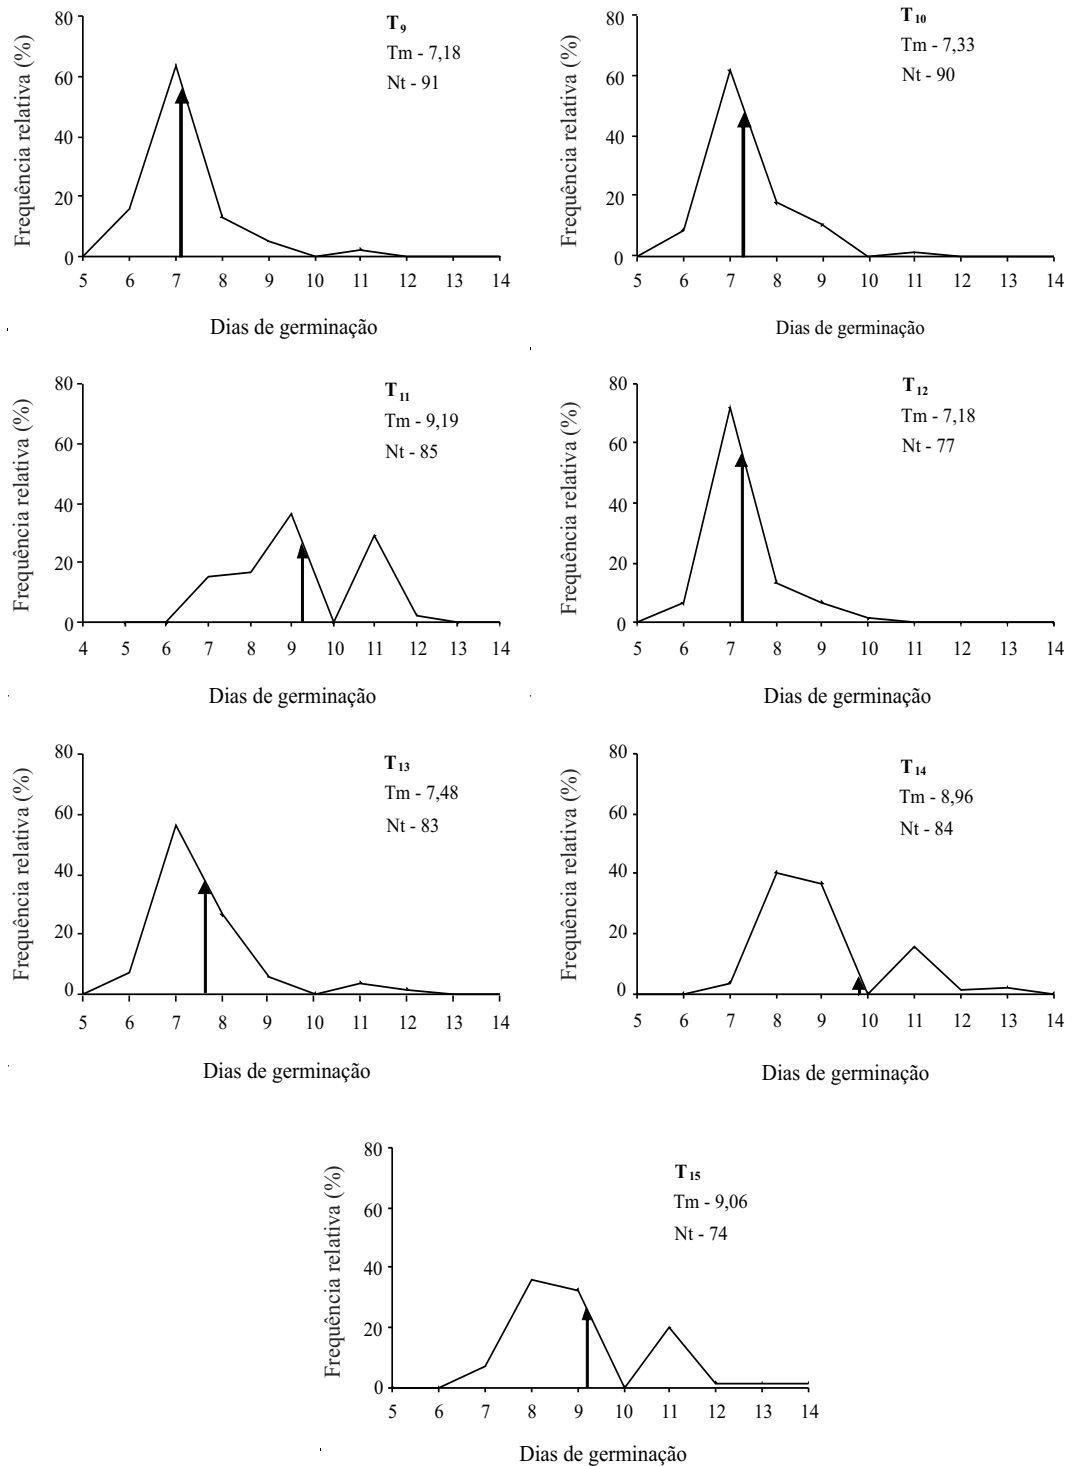 T9
Tm - 7,18
Nt - 91
Frequência relativa (%)
80
60
40
20
0
5 6 7 8 9 10 11 12 13 14
Dias de germinação
T10
Tm - 7,33
Nt - 90
Frequência relativa (%)
80
60
40
20
0
5 6 7 8 9 10 11 12 13 14
Dias de germinação
T11
Tm - 9,19
Nt - 85
Frequência relativa (%)
80
60
40
20
0
4 5 6 7 8 9 10 11 12 13 14
Dias de germinação
T12
Tm - 7,18
Nt - 77
Frequência relativa (%)
80
60
40
20
0
5 6 7 8 9 10 11 12 13 14
Dias de germinação
T13
Tm - 7,48
Nt - 83
Frequência relativa (%)
80
60
40
20
0
5 6 7 8 9 10 11 12 13 14
Dias de germinação
T14
Tm - 8,96
Nt - 84
Frequência relativa (%)
80
60
40
20
0
5 6 7 8 9 10 11 12 13 14
Dias de germinação
T15
Tm - 9,06
Nt - 74
Frequência relativa (%)
80
60
40
20
0
5 6 7 8 9 10 11 12 13 14
Dias de germinação